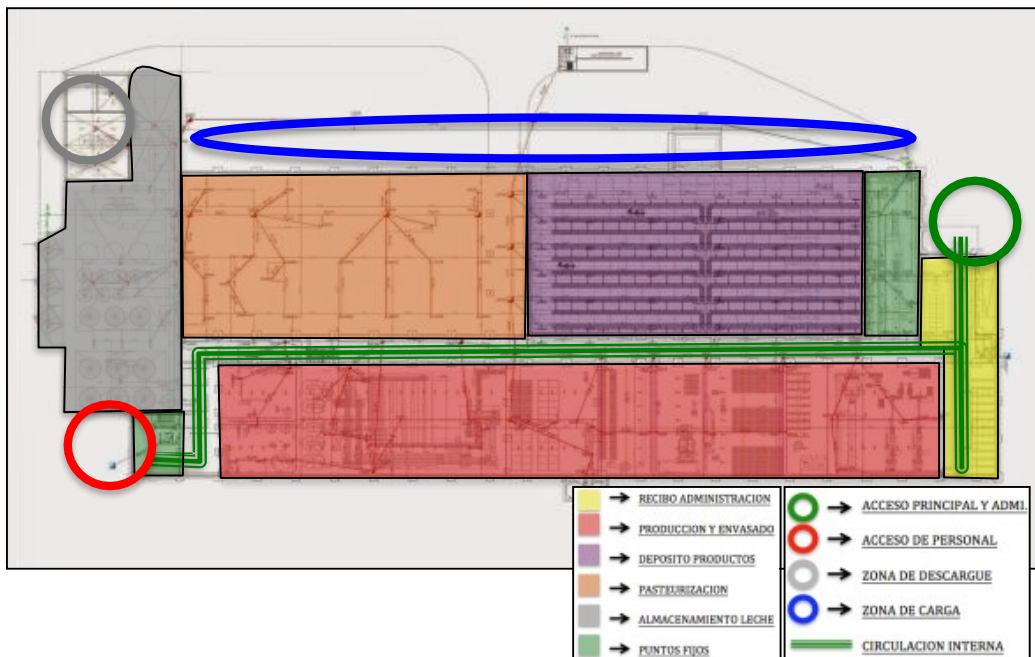 RECIBO ADMINISTRACION
PRODUCCION Y ENVASADO
DEPOSITO PRODUCTOS
PASTEURIZACION
ALMACENAMIENTO LECHE
PUNTOS FIJOS
ACCESO PRINCIPAL Y ADMI.
ACCESO DE PERSONAL
ZONA DE DESCARGUE
ZONA DE CARGA
CIRCULACION INTERNA